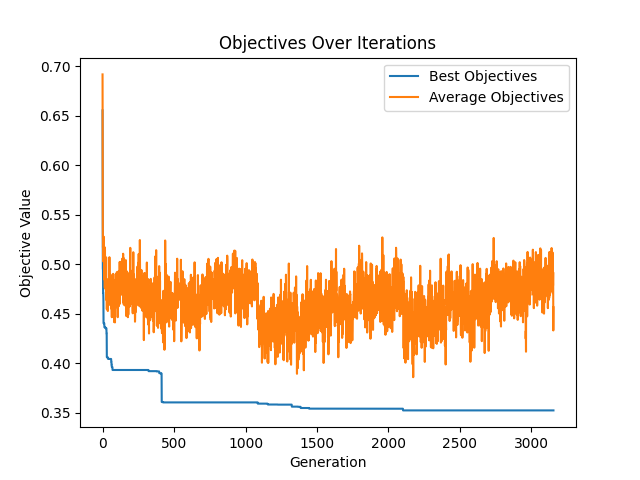 Objectives Over Iterations
Best Objectives
Average Objectives
Objective Value
0.70
0.65
0.60
0.55
0.50
0.45
0.40
0.35
0 500 1000 1500 2000 2500 3000
Generation